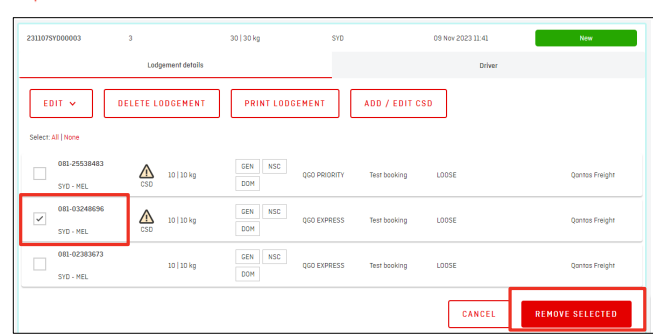 231107SYD00003 3 30 | 30 kg SYD 09 Nov 2023 11:41 New
Lodgement details Driver
EDIT DELETE LODGEMENT PRINT LODGEMENT ADD / EDIT CSD
Select: All | None
081-25538483
SYD - MEL
CSD
10 | 10 kg
GEN NSC
DOM
QGO PRIORITY Test booking LOOSE Qantas Freight
081-03248696
SYD - MEL
CSD
10 | 10 kg
GEN NSC
DOM
QGO EXPRESS Test booking LOOSE Qantas Freight
081-02383673
SYD - MEL
10 | 10 kg
GEN NSC
DOM
QGO EXPRESS Test booking LOOSE Qantas Freight
CANCEL REMOVE SELECTED